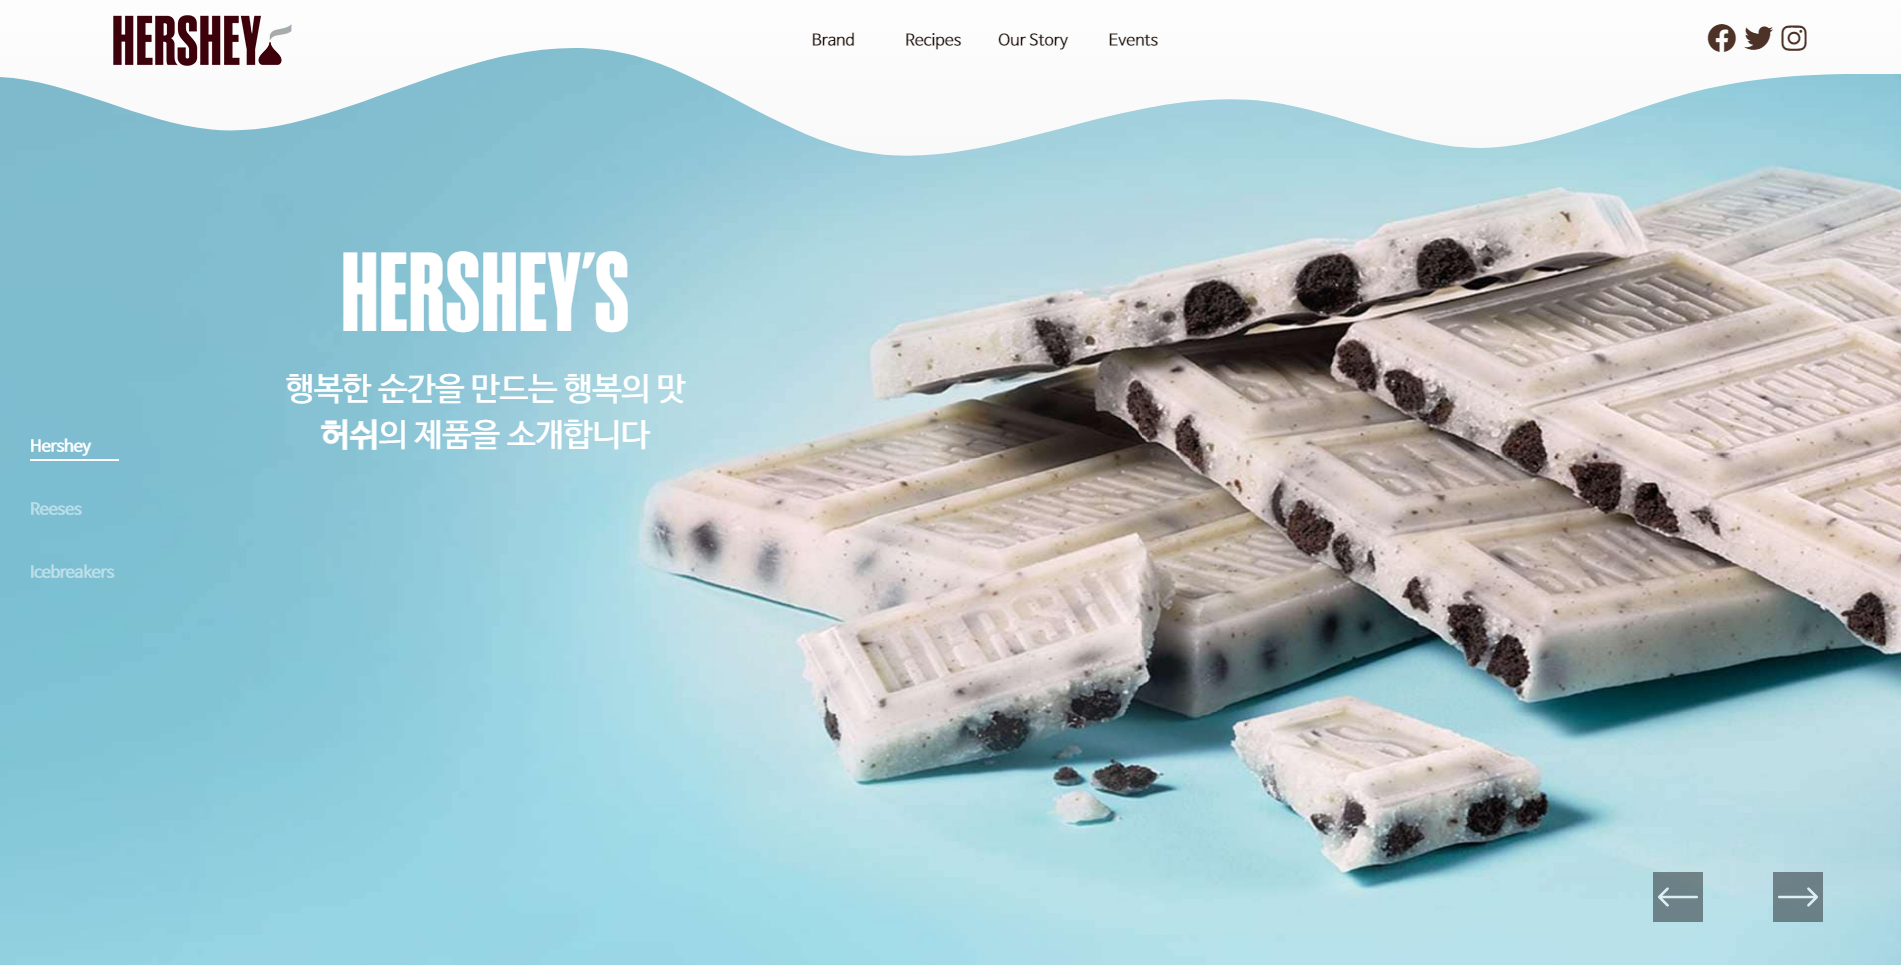 HERSHEY
Brand Recipes Our Story Events
HERSHEY'S
행복한 순간을 만드는 행복의 맛
허쉬의 제품을 소개합니다
Hershey
Reeses
Icebreakers
HERSHE